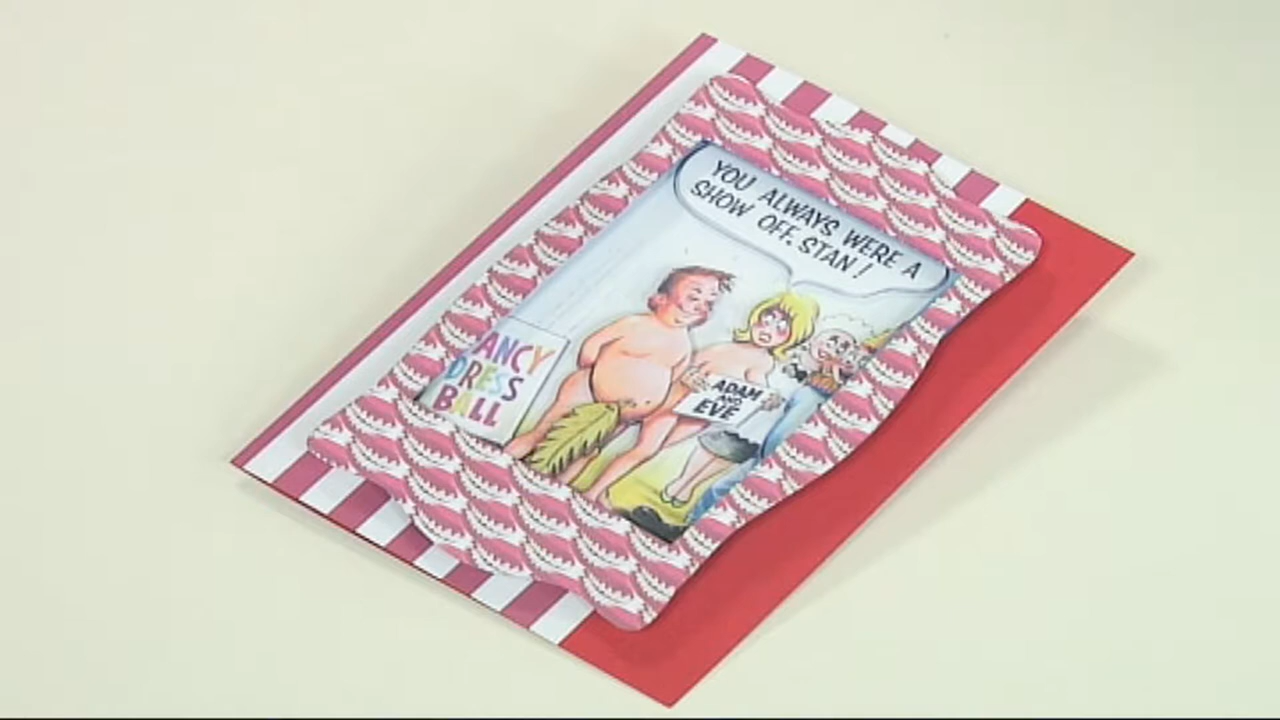 YOU ALWAYS WERE A
SHOW OFF, STAN!
ANCY
DRESS
BALL
ADAM
AND
EVE